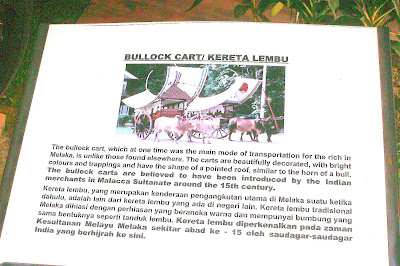 BULLOCK CART/ KERETA LEMBU
The bullock cart, which at one time was the main mode of transportation for the rich in
Melaka, is unlike those found elsewhere. The carts are beautifully decorated, with bright
colours and trappings and have the shape of a pointed roof, similar to the horn of a bull.
The bullock carts are believed to have been introduced by the Indian
merchants in Malacca Sultanate around the 15th century.
Kereta lembu, yang merupakan kenderaan pengangkutan utama di Melaka suatu ketika
dahulu, adalah lain dari kereta lembu yang ada di negeri lain. Kereta lembu tradisional
Melaka dihiasi dengan perhiasan yang beraneka warna dan mempunyai bumbung yang
sama bentuknya seperti tanduk lembu. Kereta lembu diperkenalkan pada zaman
Kesultanan Melayu Melaka sekitar abad ke - 15 oleh saudagar-saudagar
India yang berhijrah ke sini.